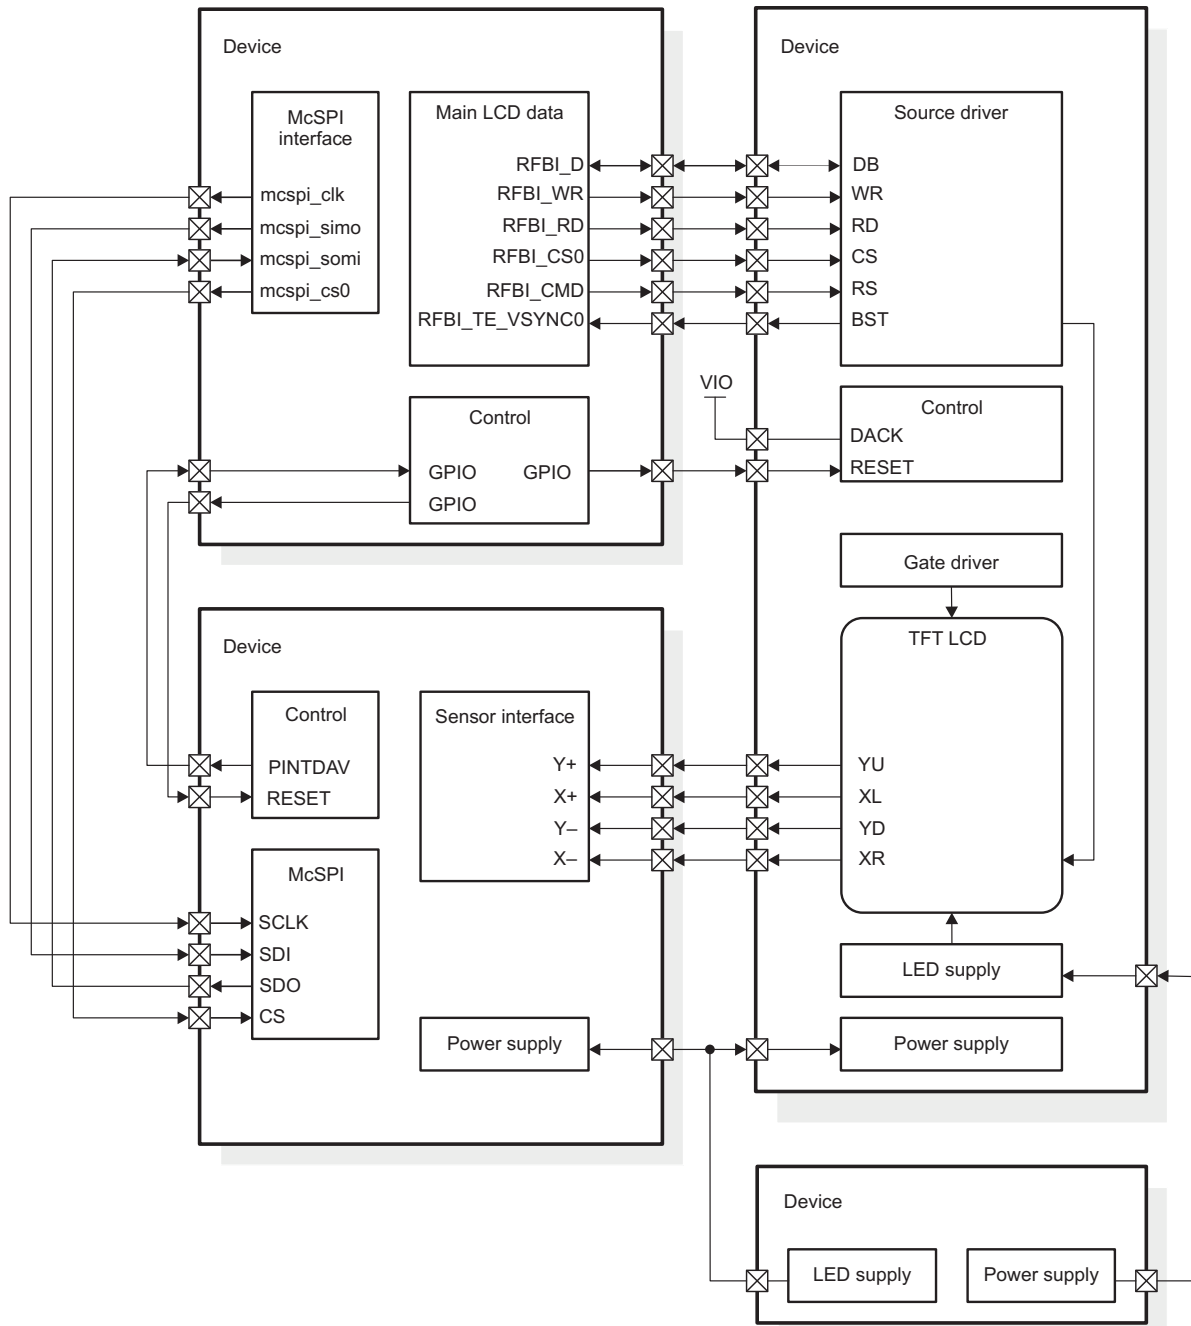 Device
McSPI
interface
mcspi_clk
mcspi_simo
mcspi_somi
mcspi_cs0
Main LCD data
RFBI_D
RFBI_WR
RFBI_RD
RFBI_CS0
RFBI_CMD
RFBI_TE_VSYNC0
Control
GPIO GPIO
GPIO
Device
Source driver
DB
WR
RD
CS
RS
BST
VIO
Control
DACK
RESET
Gate driver
TFT LCD
YU
XL
YD
XR
LED supply
Power supply
Device
Control
PINTDAV
RESET
McSPI
SCLK
SDI
SDO
CS
Sensor interface
Y+
X+
Y–
X–
Power supply
Device
LED supply
Power supply